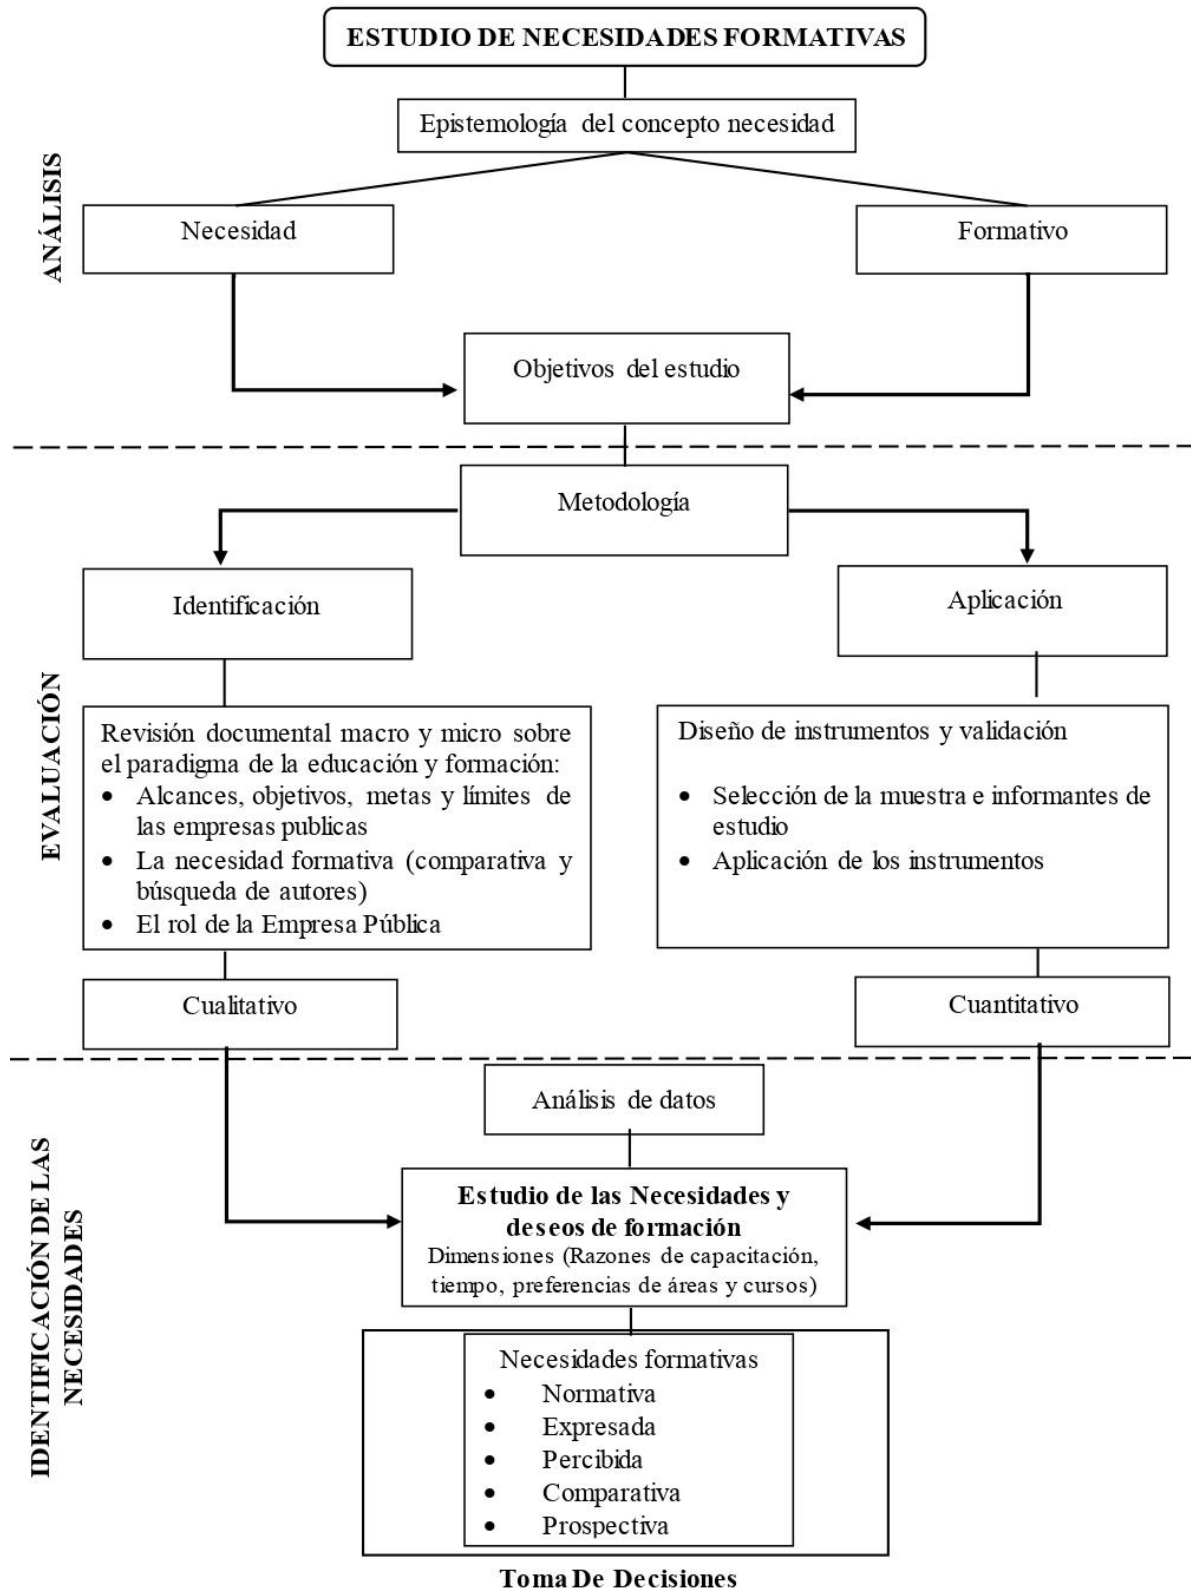 ESTUDIO DE NECESIDADES FORMATIVAS
Epistemología del concepto necesidad
ANÁLISIS
Necesidad
Formativo
Objetivos del estudio
Metodología
Identificación
Aplicación
EVALUACIÓN
Revisión documental macro y micro sobre
el paradigma de la educación y formación:
• Alcances, objetivos, metas y límites de
las empresas publicas
• La necesidad formativa (comparativa y
búsqueda de autores)
• El rol de la Empresa Pública
Diseño de instrumentos y validación
• Selección de la muestra e informantes de
estudio
• Aplicación de los instrumentos
Cualitativo
Cuantitativo
IDENTIFICACIÓN DE LAS
NECESIDADES
Análisis de datos
Estudio de las Necesidades y
deseos de formación
Dimensiones (Razones de capacitación,
tiempo, preferencias de áreas y cursos)
Necesidades formativas
• Normativa
• Expresada
• Percibida
• Comparativa
• Prospectiva
Toma De Decisiones